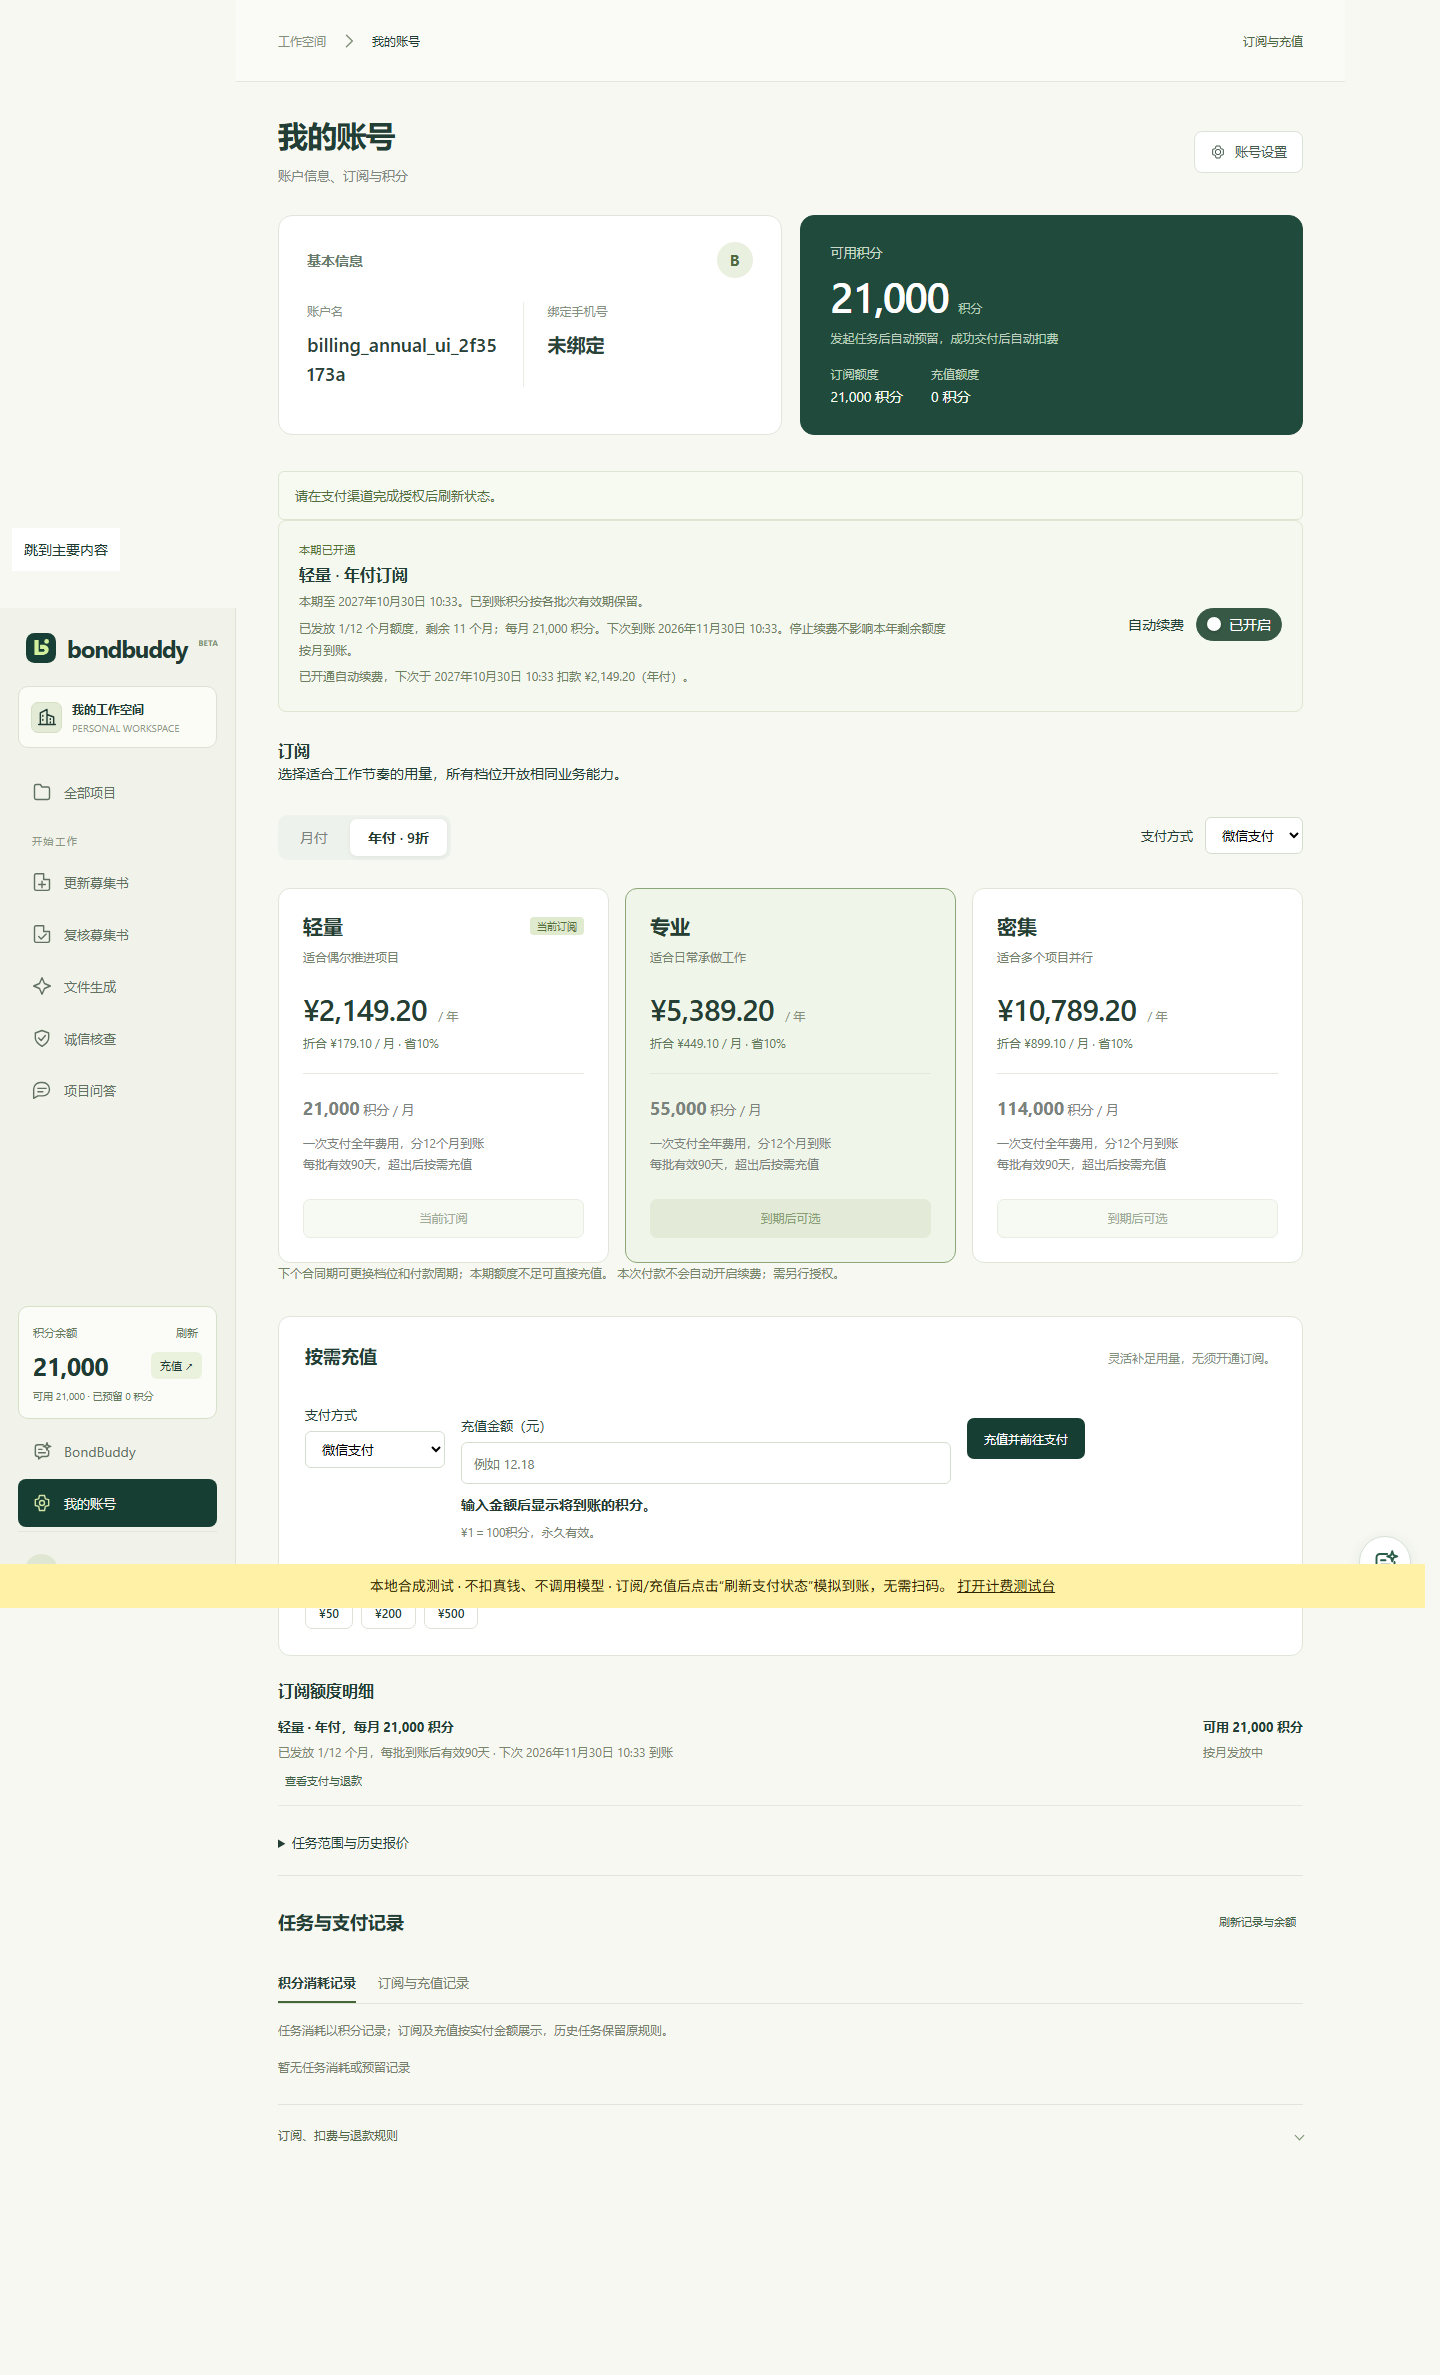 工作空间
我的账号
订阅与充值
我的账号
账户信息、订阅与积分
账号设置
基本信息
B
账户名
billing_annual_ui_2f35
173a
绑定手机号
未绑定
可用积分
21,000 积分
发起任务后自动预留，成功交付后自动扣费
订阅额度
21,000 积分
充值额度
0 积分
请在支付渠道完成授权后刷新状态。
本期已开通
轻量 · 年付订阅
本期至 2027年10月30日 10:33。已到账积分按各批次有效期保留。
已发放 1/12 个月额度，剩余 11 个月；每月 21,000 积分。下次到账 2026年11月30日 10:33。停止续费不影响本年剩余额度
按月到账。
已开通自动续费，下次于 2027年10月30日 10:33 扣款 ¥2,149.20（年付）。
自动续费
已开启
跳到主要内容
bondbuddy BETA
我的工作空间
PERSONAL WORKSPACE
全部项目
开始工作
更新募集书
复核募集书
文件生成
诚信核查
项目问答
积分余额
刷新
21,000
充值 ↗
可用 21,000 · 已预留 0 积分
BondBuddy
我的账号
订阅
选择适合工作节奏的用量，所有档位开放相同业务能力。
月付
年付 · 9折
支付方式
微信支付
轻量
当前订阅
适合偶尔推进项目
¥2,149.20 / 年
折合 ¥179.10 / 月 · 省10%
21,000 积分 / 月
一次支付全年费用，分12个月到账
每批有效90天，超出后按需充值
当前订阅
专业
适合日常承做工作
¥5,389.20 / 年
折合 ¥449.10 / 月 · 省10%
55,000 积分 / 月
一次支付全年费用，分12个月到账
每批有效90天，超出后按需充值
到期后可选
密集
适合多个项目并行
¥10,789.20 / 年
折合 ¥899.10 / 月 · 省10%
114,000 积分 / 月
一次支付全年费用，分12个月到账
每批有效90天，超出后按需充值
到期后可选
下个合同期可更换档位和付款周期；本期额度不足可直接充值。 本次付款不会自动开启续费；需另行授权。
按需充值
灵活补足用量，无须开通订阅。
支付方式
微信支付
充值金额（元）
例如 12.18
输入金额后显示将到账的积分。
¥1 = 100积分，永久有效。
充值并前往支付
本地合成测试 · 不扣真钱、不调用模型 · 订阅/充值后点击“刷新支付状态”模拟到账，无需扫码。 打开计费测试台
¥50
¥200
¥500
订阅额度明细
轻量 · 年付，每月 21,000 积分
可用 21,000 积分
已发放 1/12 个月，每批到账后有效90天 · 下次 2026年11月30日 10:33 到账
按月发放中
查看支付与退款
任务范围与历史报价
任务与支付记录
刷新记录与余额
积分消耗记录
订阅与充值记录
任务消耗以积分记录；订阅及充值按实付金额展示，历史任务保留原规则。
暂无任务消耗或预留记录
订阅、扣费与退款规则